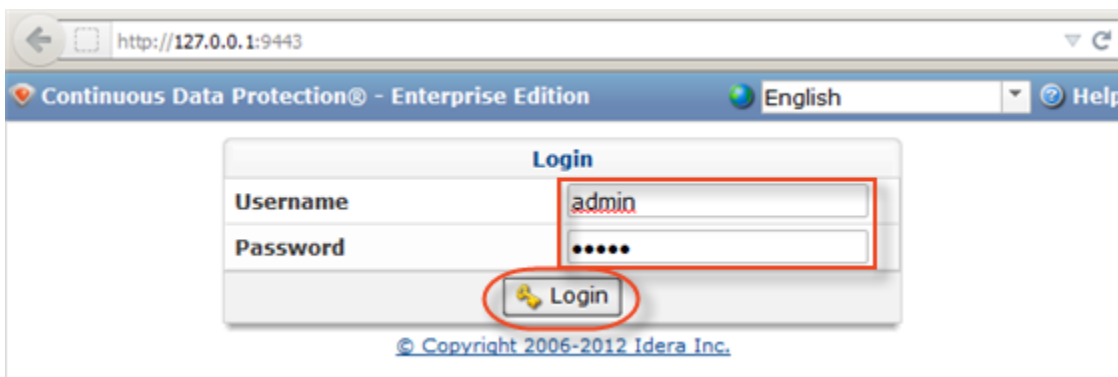 http://127.0.0.1:9443
Continuous Data Protection® - Enterprise Edition English Help
Login
Username admin
Password •••••
Login
© Copyright 2006-2012 Idera Inc.